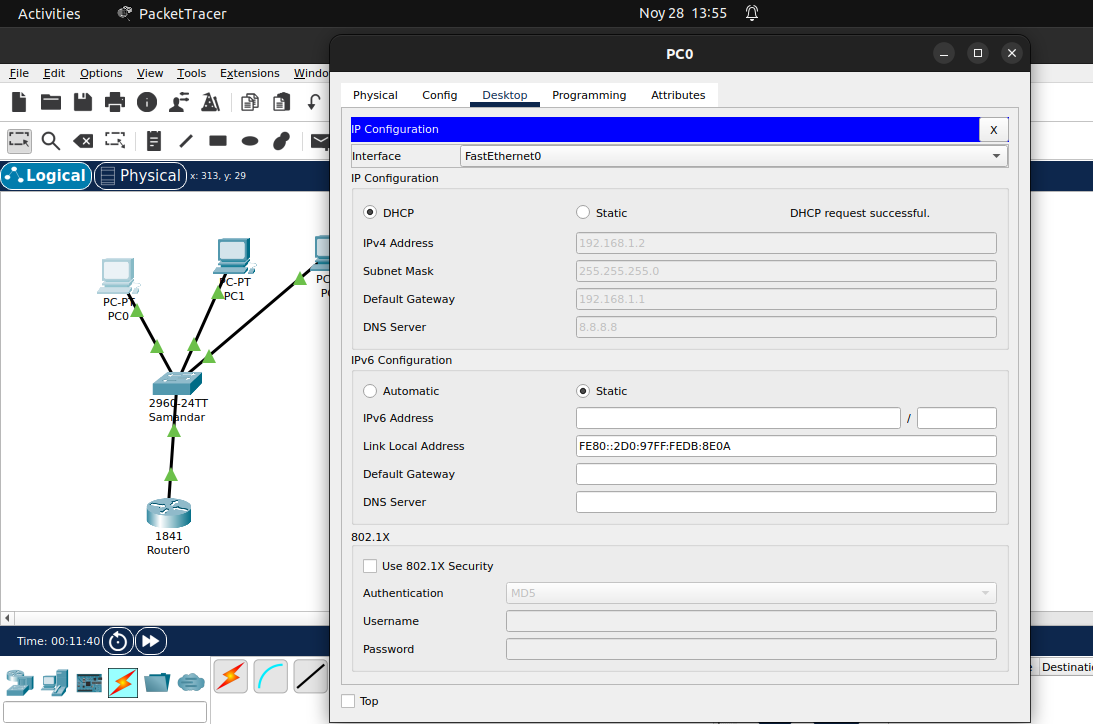 Activities PacketTracer Noy 28 13:55
PC0
File Edit Options View Tools Extensions Windo
Physical Config Desktop Programming Attributes
IP Configuration X
Interface FastEthernet0
Logical Physical x: 313, y: 29
IP Configuration
DHCP Static DHCP request successful.
IPv4 Address 192.168.1.2
Subnet Mask 255.255.255.0
Default Gateway 192.168.1.1
DNS Server 8.8.8.8
IPv6 Configuration
Automatic Static
IPv6 Address /
Link Local Address FE80::2D0:97FF:FEDB:8E0A
Default Gateway
DNS Server
802.1X
Use 802.1X Security
Authentication MD5
Username
Password
Top
PC-PT
PC0
PC-PT
PC1
PC
P
2960-24TT
Samandar
1841
Router0
Time: 00:11:40
Destinati